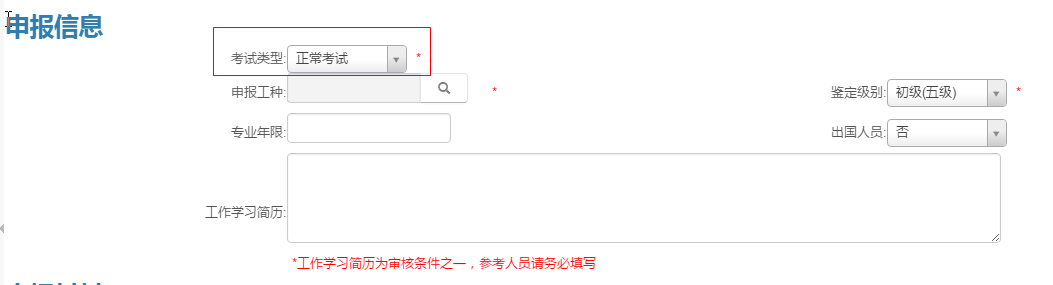 申报信息
考试类型: 正常考试 *
申报工种: * 鉴定级别: 初级(五级) *
专业年限: 出国人员: 否
工作学习简历:
*工作学习简历为审核条件之一，参考人员请务必填写